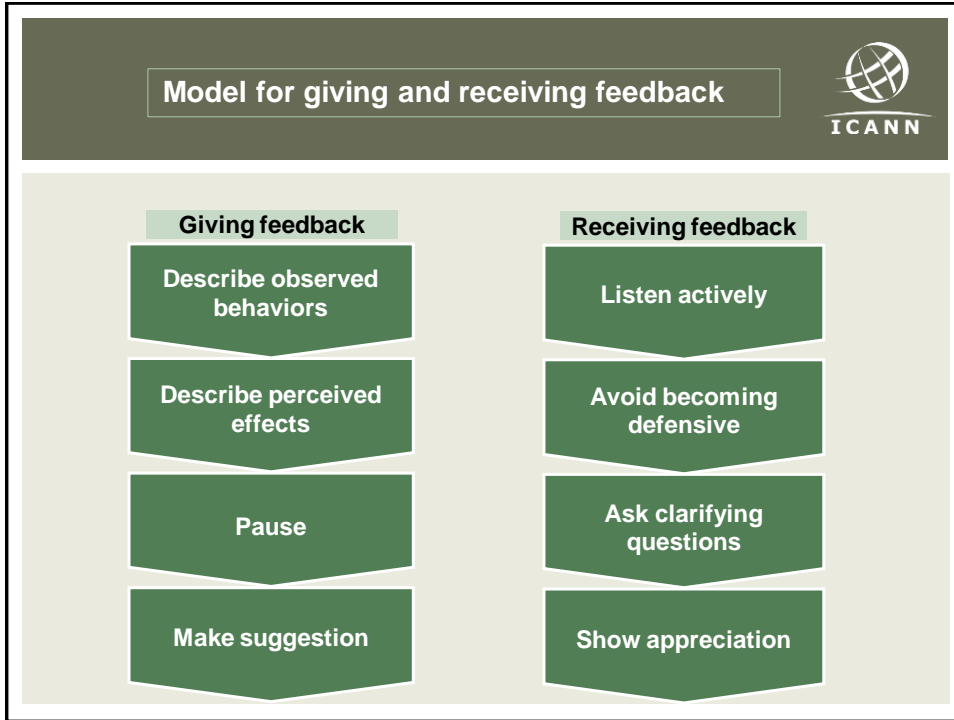 Model for giving and receiving feedback
ICANN
Giving feedback
Describe observed
behaviors
Describe perceived
effects
Pause
Make suggestion
Receiving feedback
Listen actively
Avoid becoming
defensive
Ask clarifying
questions
Show appreciation